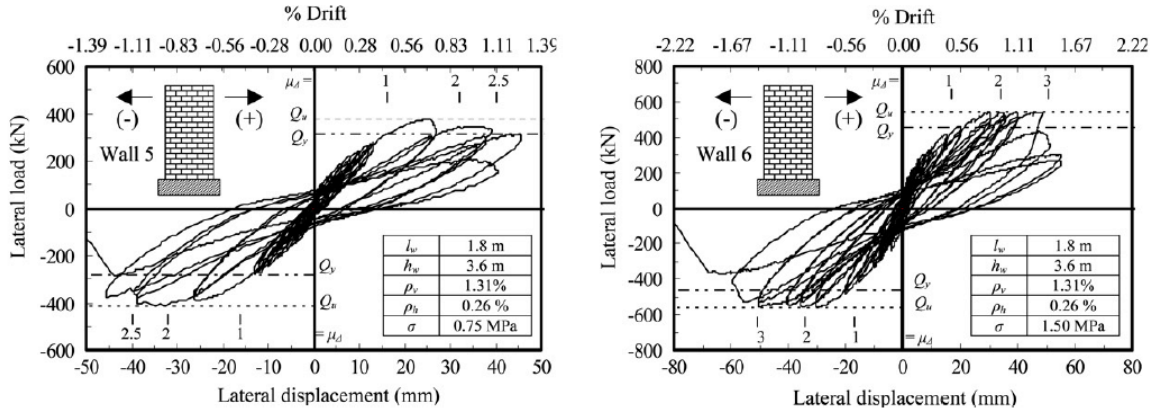 % Drift
-1.39 -1.11 -0.83 -0.56 -0.28 0.00 0.28 0.56 0.83 1.11 1.39
600
400
200
0
-200
-400
-600
Lateral load (kN)
(-) (+)
Wall 5
μΔ = 1 2 2.5
Qu
Qy
Qy
Qu
2.5 2 1 = μΔ
lw 1.8 m
hw 3.6 m
ρv 1.31%
ρh 0.26 %
σ 0.75 MPa
-50 -40 -30 -20 -10 0 10 20 30 40 50
Lateral displacement (mm)
% Drift
-2.22 -1.67 -1.11 -0.56 0.00 0.56 1.11 1.67 2.22
800
600
400
200
0
-200
-400
-600
-800
Lateral load (kN)
(-) (+)
Wall 6
μΔ = 1 2 3
Qu
Qy
Qy
Qu
3 2 1 = μΔ
lw 1.8 m
hw 3.6 m
ρv 1.31%
ρh 0.26 %
σ 1.50 MPa
-80 -60 -40 -20 0 20 40 60 80
Lateral displacement (mm)